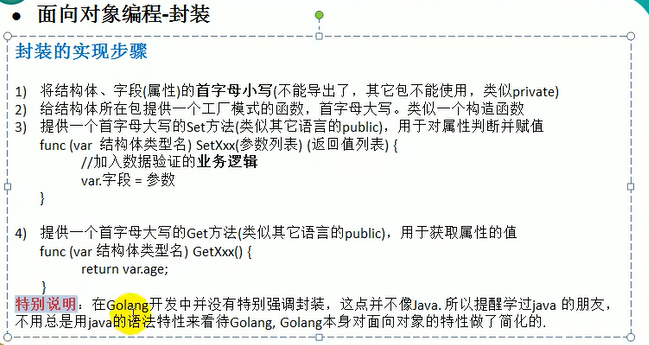 ● 面向对象编程-封装
封装的实现步骤
1) 将结构体、字段(属性)的首字母小写(不能导出了，其它包不能使用，类似private)
2) 给结构体所在包提供一个工厂模式的函数，首字母大写。类似一个构造函数
3) 提供一个首字母大写的Set方法(类似其它语言的public)，用于对属性判断并赋值
func (var 结构体类型名) SetXxx(参数列表) (返回值列表) {
//加入数据验证的业务逻辑
var.字段 = 参数
}
4) 提供一个首字母大写的Get方法(类似其它语言的public)，用于获取属性的值
func (var 结构体类型名) GetXxx() {
return var.age;
}
特别说明：在Golang开发中并没有特别强调封装，这点并不像Java. 所以提醒学过java 的朋友，
不用总是用java的语法特性来看待Golang, Golang本身对面向对象的特性做了简化的.